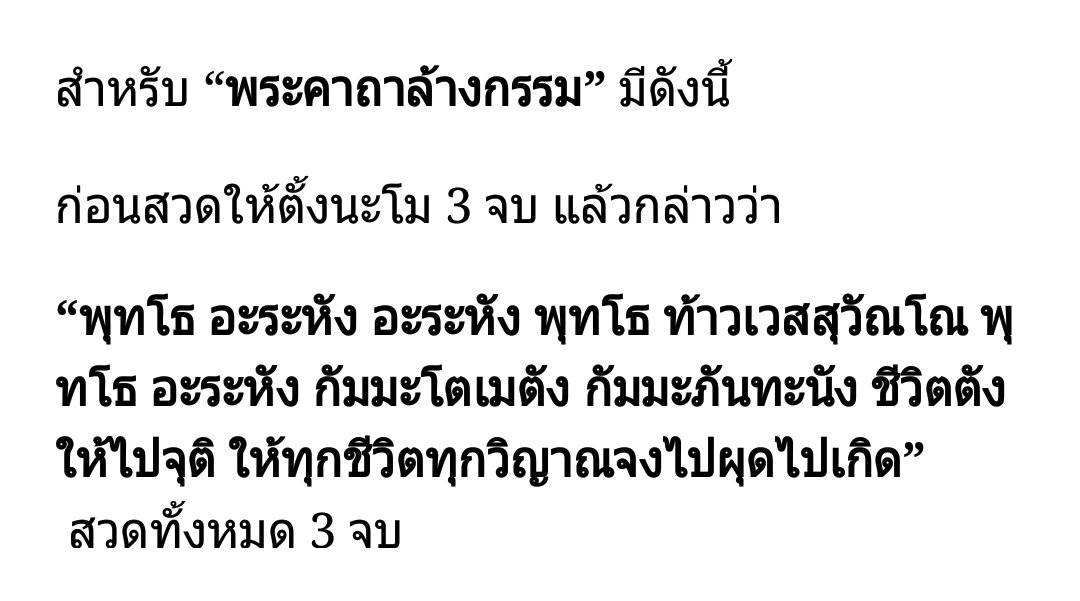 สำหรับ “พระคาถาล้างกรรม” มีดังนี้
ก่อนสวดให้ตั้งนะโม 3 จบ แล้วกล่าวว่า
“พุทโธ อะระหัง อะระหัง พุทโธ ท้าวเวสสุวัณโณ พุ
ทโธ อะระหัง กัมมะโตเมตัง กัมมะภันทะนัง ชีวิตตัง
ให้ไปจุติ ให้ทุกชีวิตทุกวิญาณจงไปผุดไปเกิด”
สวดทั้งหมด 3 จบ